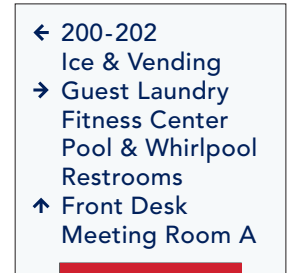 ← 200-202
Ice & Vending
→ Guest Laundry
Fitness Center
Pool & Whirlpool
Restrooms
↑ Front Desk
Meeting Room A